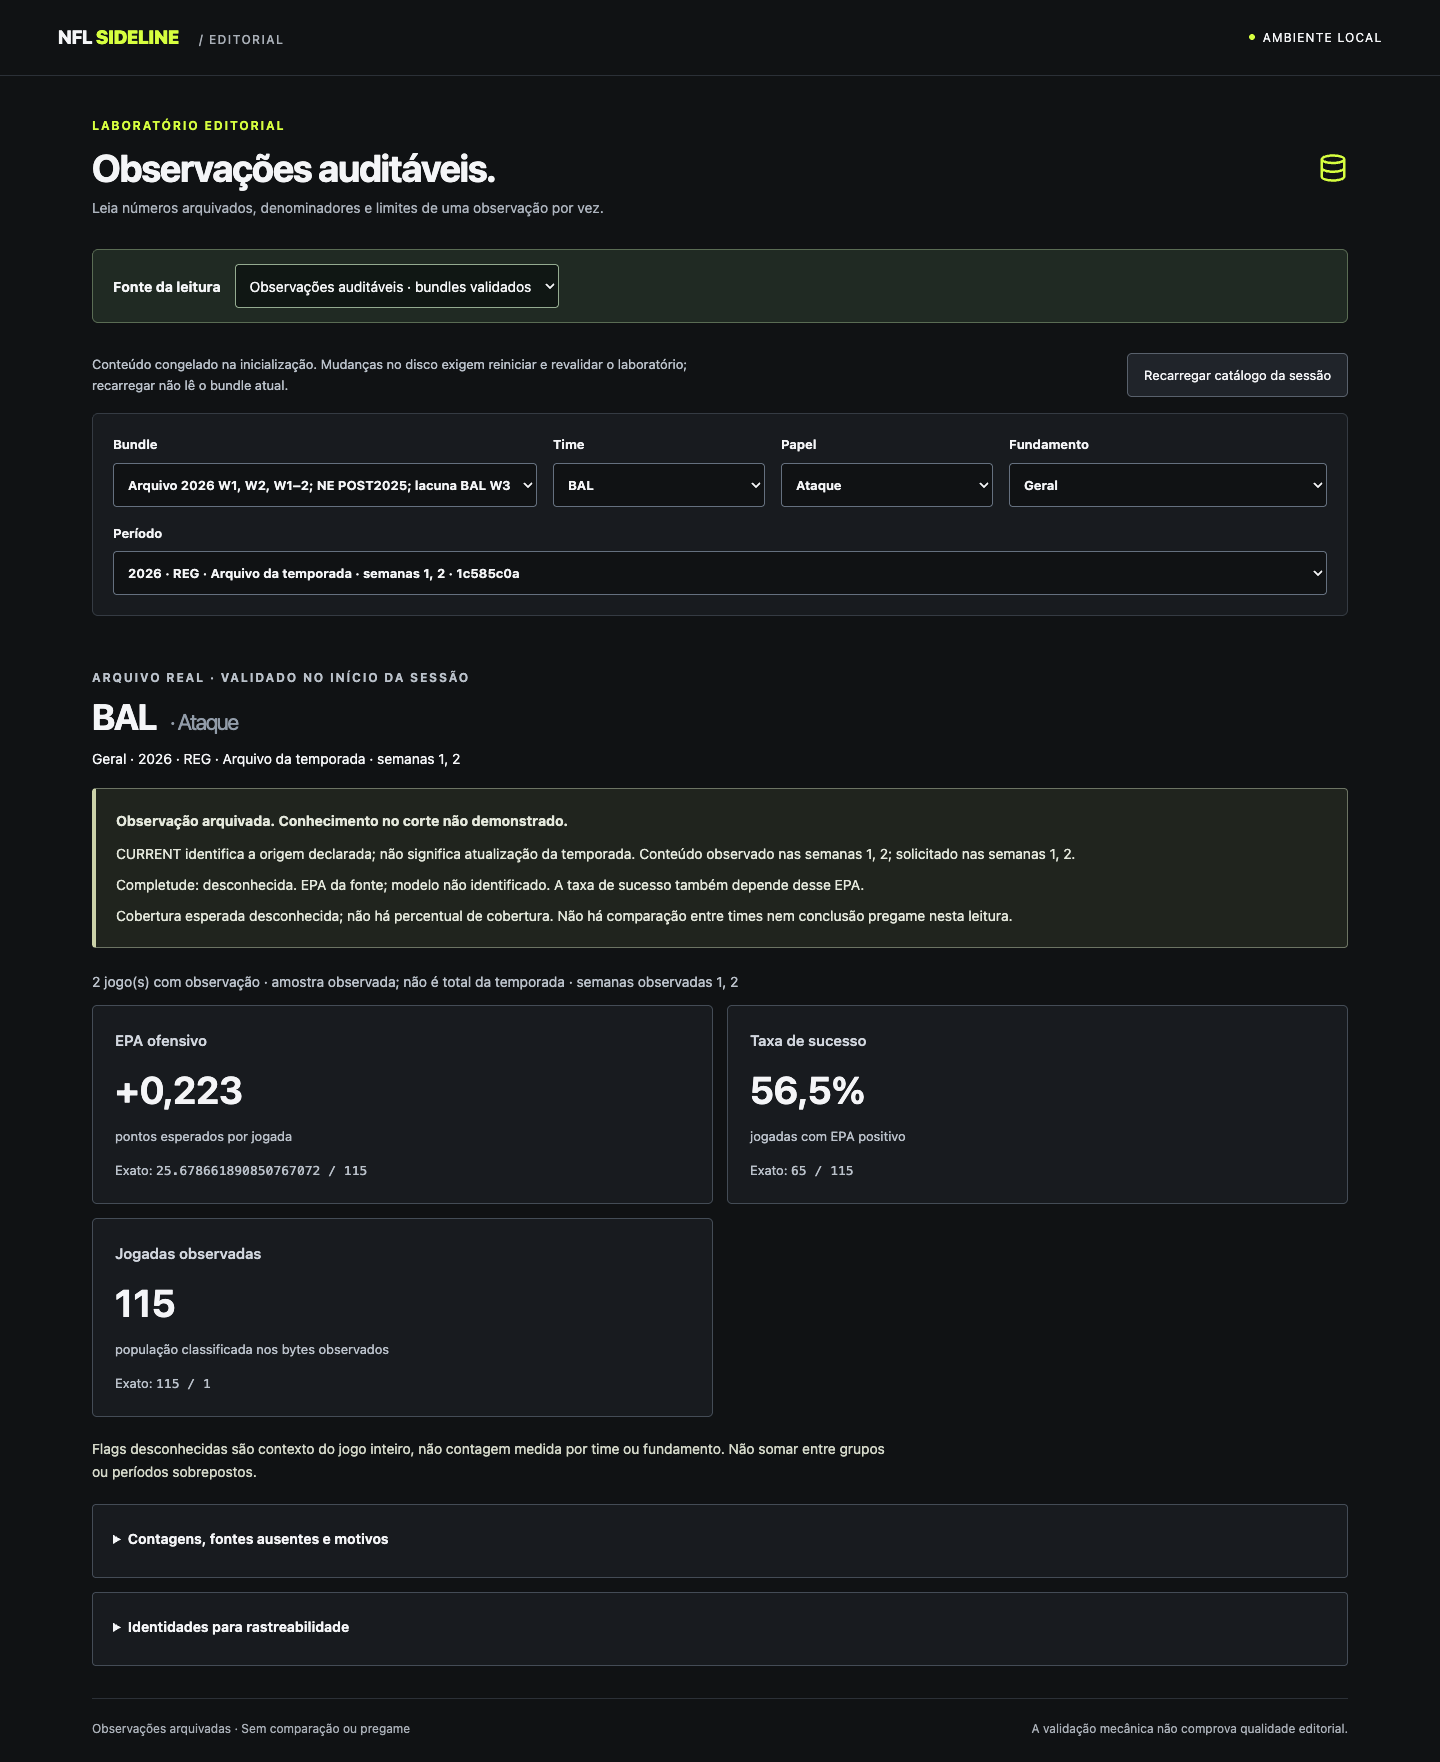 NFL SIDELINE / EDITORIAL
AMBIENTE LOCAL
LABORATÓRIO EDITORIAL
Observações auditáveis.
Leia números arquivados, denominadores e limites de uma observação por vez.
Fonte da leitura
Observações auditáveis · bundles validados
Conteúdo congelado na inicialização. Mudanças no disco exigem reiniciar e revalidar o laboratório;
recarregar não lê o bundle atual.
Recarregar catálogo da sessão
Bundle
Time
Papel
Fundamento
Arquivo 2026 W1, W2, W1–2; NE POST2025; lacuna BAL W3
BAL
Ataque
Geral
Período
2026 · REG · Arquivo da temporada · semanas 1, 2 · 1c585c0a
ARQUIVO REAL · VALIDADO NO INÍCIO DA SESSÃO
BAL · Ataque
Geral · 2026 · REG · Arquivo da temporada · semanas 1, 2
Observação arquivada. Conhecimento no corte não demonstrado.
CURRENT identifica a origem declarada; não significa atualização da temporada. Conteúdo observado nas semanas 1, 2; solicitado nas semanas 1, 2.
Completude: desconhecida. EPA da fonte; modelo não identificado. A taxa de sucesso também depende desse EPA.
Cobertura esperada desconhecida; não há percentual de cobertura. Não há comparação entre times nem conclusão pregame nesta leitura.
2 jogo(s) com observação · amostra observada; não é total da temporada · semanas observadas 1, 2
EPA ofensivo
+0,223
pontos esperados por jogada
Exato: 25.678661890850767072 / 115
Taxa de sucesso
56,5%
jogadas com EPA positivo
Exato: 65 / 115
Jogadas observadas
115
população classificada nos bytes observados
Exato: 115 / 1
Flags desconhecidas são contexto do jogo inteiro, não contagem medida por time ou fundamento. Não somar entre grupos
ou períodos sobrepostos.
Contagens, fontes ausentes e motivos
Identidades para rastreabilidade
Observações arquivadas · Sem comparação ou pregame
A validação mecânica não comprova qualidade editorial.